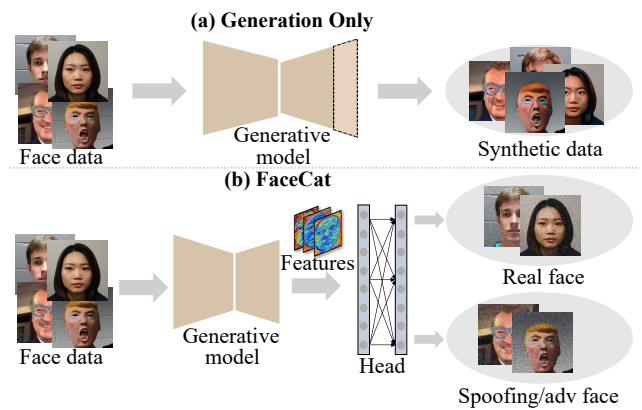 (a) Generation Only
Face data
Generative
model
Synthetic data
(b) FaceCat
Face data
Generative
model
Features
Head
Real face
Spoofing/adv face